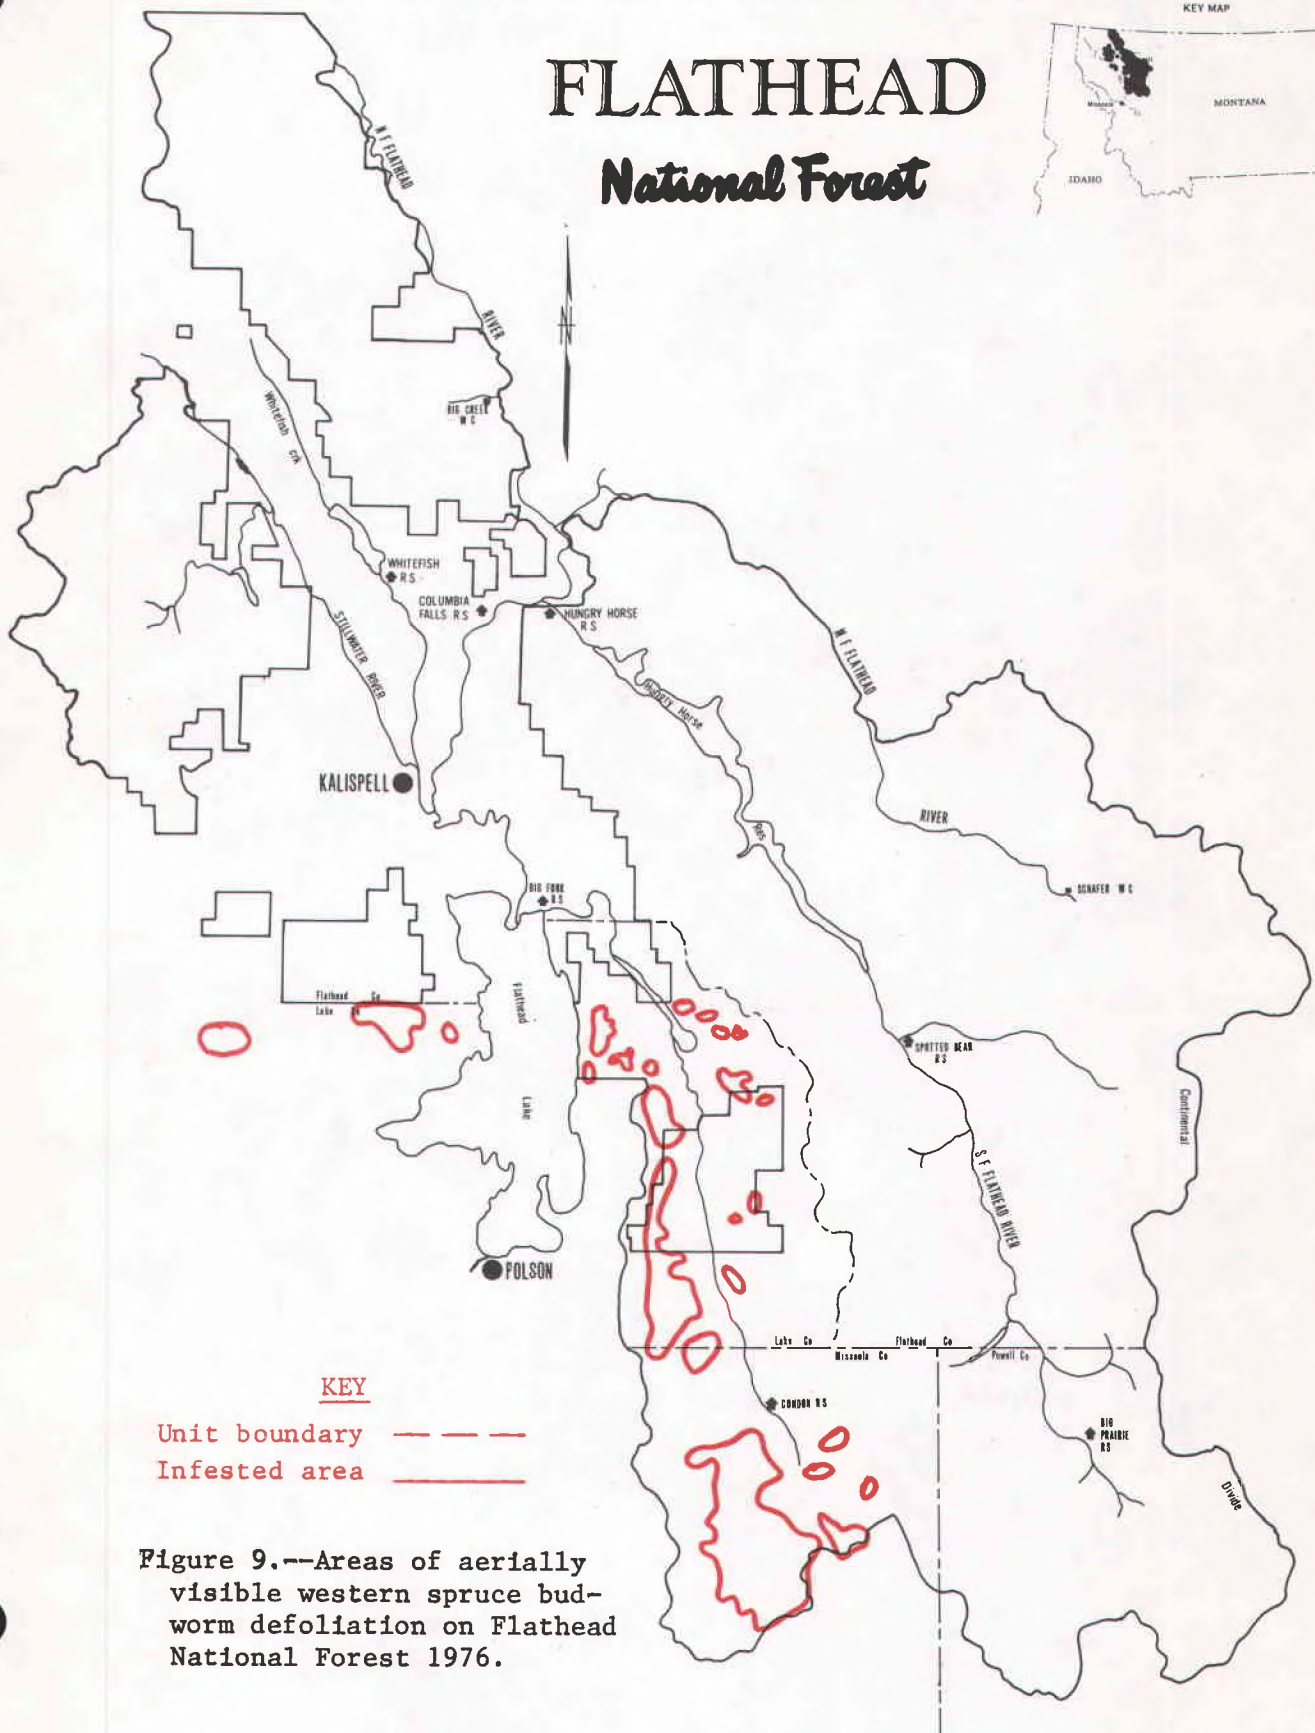 KEY MAP
FLATHEAD
National Forest
MONTANA
Missoula
IDAHO
N
N F FLATHEAD
RIVER
BIG CREEK
W C
Whitefish crk
WHITEFISH
R S
COLUMBIA
FALLS R S
HUNGRY HORSE
R S
STILLWATER RIVER
Hungry Horse
Res
M F FLATHEAD
RIVER
SCHAFER W C
KALISPELL
BIG FORK
R S
Flathead Co
Lake Co
Flathead
Lake
SPOTTED BEAR
R S
Continental
S F FLATHEAD RIVER
POLSON
Lake Co
Flathead Co
Missoula Co
Powell Co
CONDON R S
BIG
PRAIRIE
R S
Divide
KEY
Unit boundary
Infested area
Figure 9.--Areas of aerially
visible western spruce bud-
worm defoliation on Flathead
National Forest 1976.